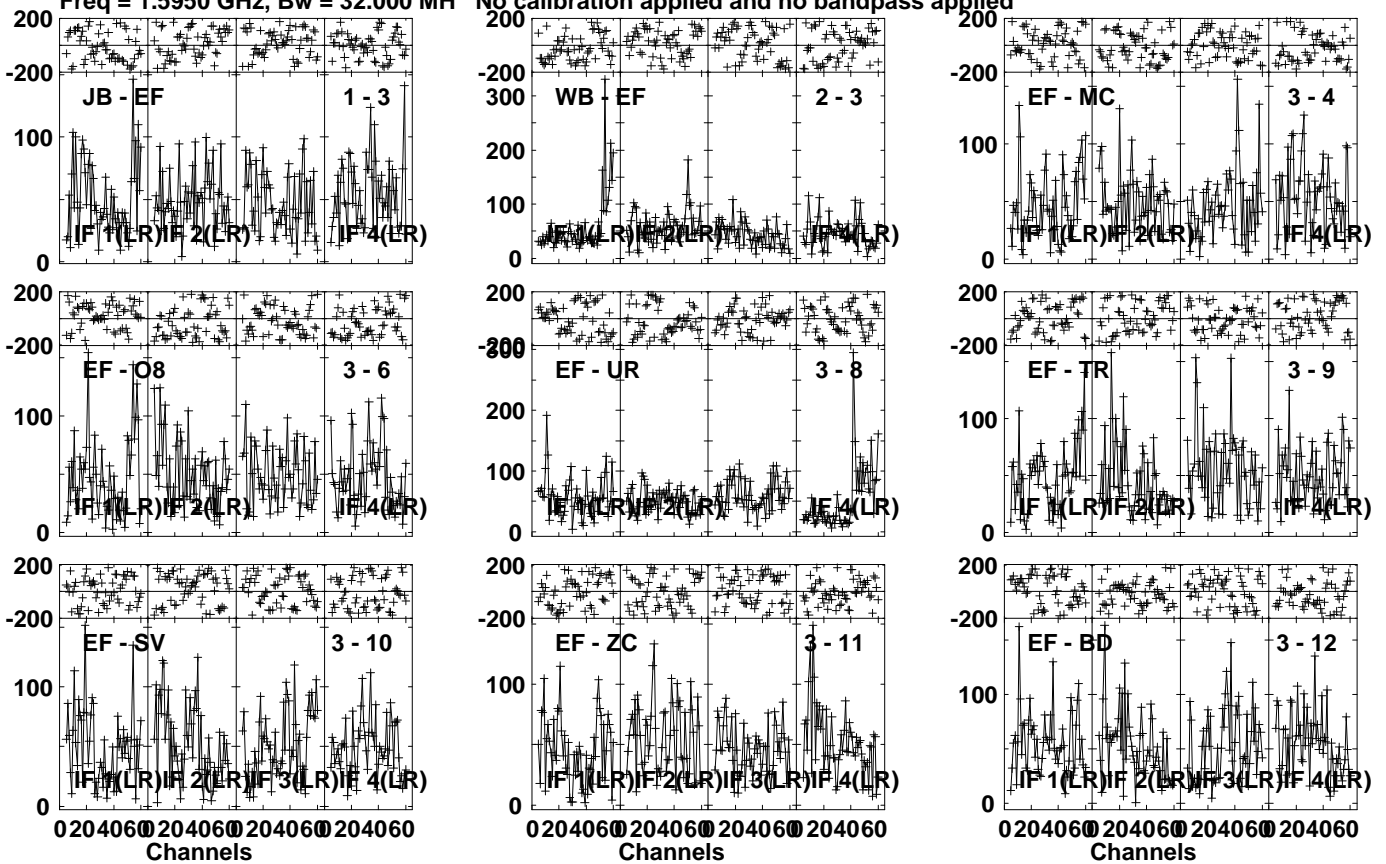 Freq = 1.5950 GHz, Bw = 32.000 MH   No calibration applied and no bandpass applied
200
-200
JB - EF 1 - 3
100
0
IF 1(LR) IF 2(LR) IF 4(LR)
200
-200
WB - EF 2 - 3
300
200
100
0
IF 1(LR) IF 2(LR) IF 4(LR)
200
-200
EF - MC 3 - 4
100
0
IF 1(LR) IF 2(LR) IF 4(LR)
200
-200
EF - O8 3 - 6
100
0
IF 1(LR) IF 2(LR) IF 4(LR)
200
-200
300
EF - UR 3 - 8
200
100
0
IF 1(LR) IF 2(LR) IF 4(LR)
200
-200
EF - TR 3 - 9
100
0
IF 1(LR) IF 2(LR) IF 4(LR)
200
-200
EF - SV 3 - 10
100
0
IF 1(LR) IF 2(LR) IF 3(LR) IF 4(LR)
0 20 40 60 0 20 40 60 0 20 40 60 0 20 40 60
Channels
200
-200
EF - ZC 3 - 11
100
0
IF 1(LR) IF 2(LR) IF 3(LR) IF 4(LR)
0 20 40 60 0 20 40 60 0 20 40 60 0 20 40 60
Channels
200
-200
EF - BD 3 - 12
100
0
IF 1(LR) IF 2(LR) IF 3(LR) IF 4(LR)
0 20 40 60 0 20 40 60 0 20 40 60 0 20 40 60
Channels